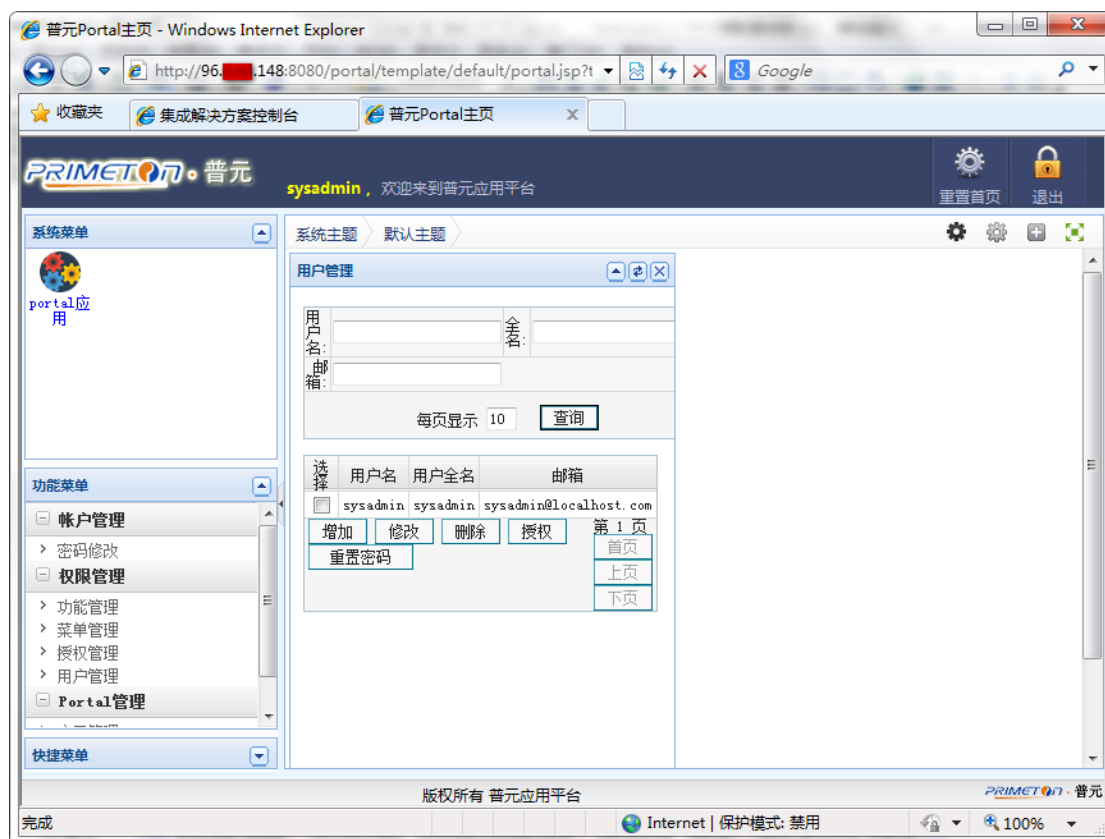 普元Portal主页 - Windows Internet Explorer
http://96. .148:8080/portal/template/default/portal.jsp?t
Google
收藏夹
集成解决方案控制台
普元Portal主页
PRIMETON 普元
sysadmin，欢迎来到普元应用平台
重置首页
退出
系统菜单
portal应
用
系统主题
默认主题
用户管理
用户名:
全名:
邮箱:
每页显示 10 查询
选择 用户名 用户全名 邮箱
sysadmin sysadmin sysadmin@localhost.com
增加 修改 删除 授权 第 1 页
重置密码
首页
上页
下页
功能菜单
帐户管理
密码修改
权限管理
功能管理
菜单管理
授权管理
用户管理
Portal管理
快捷菜单
版权所有 普元应用平台
PRIMETON 普元
完成
Internet | 保护模式: 禁用
100%